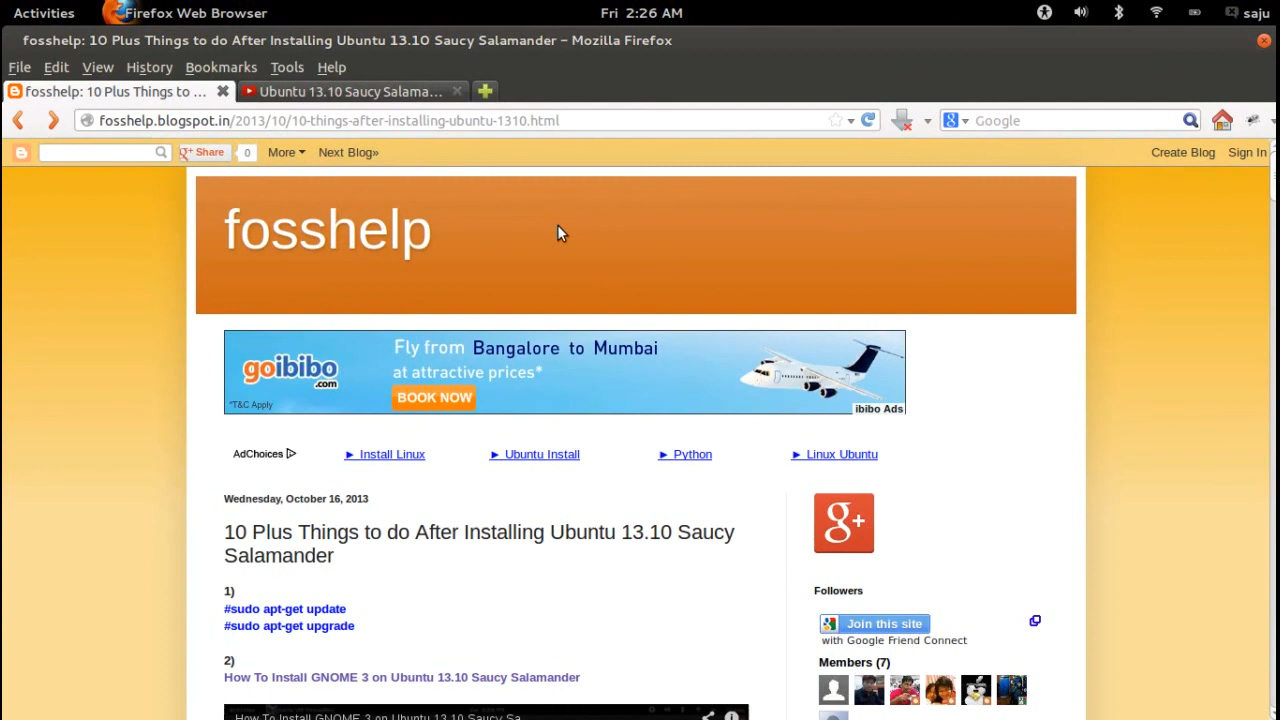 Activities Firefox Web Browser Fri 2:26 AM saju
fosshelp: 10 Plus Things to do After Installing Ubuntu 13.10 Saucy Salamander - Mozilla Firefox
File Edit View History Bookmarks Tools Help
fosshelp: 10 Plus Things to ... Ubuntu 13.10 Saucy Salama...
fosshelp.blogspot.in/2013/10/10-things-after-installing-ubuntu-1310.html Google
g+ Share 0 More Next Blog» Create Blog Sign In
fosshelp
goibibo.com
Fly from Bangalore to Mumbai
at attractive prices*
BOOK NOW
*T&C Apply
ibibo Ads
AdChoices ► Install Linux ► Ubuntu Install ► Python ► Linux Ubuntu
Wednesday, October 16, 2013
10 Plus Things to do After Installing Ubuntu 13.10 Saucy
Salamander
1)
#sudo apt-get update
#sudo apt-get upgrade
2)
How To Install GNOME 3 on Ubuntu 13.10 Saucy Salamander
How To Install GNOME 3 on Ubuntu 13.10 Saucy Sa...
g+
Followers
Join this site
with Google Friend Connect
Members (7)